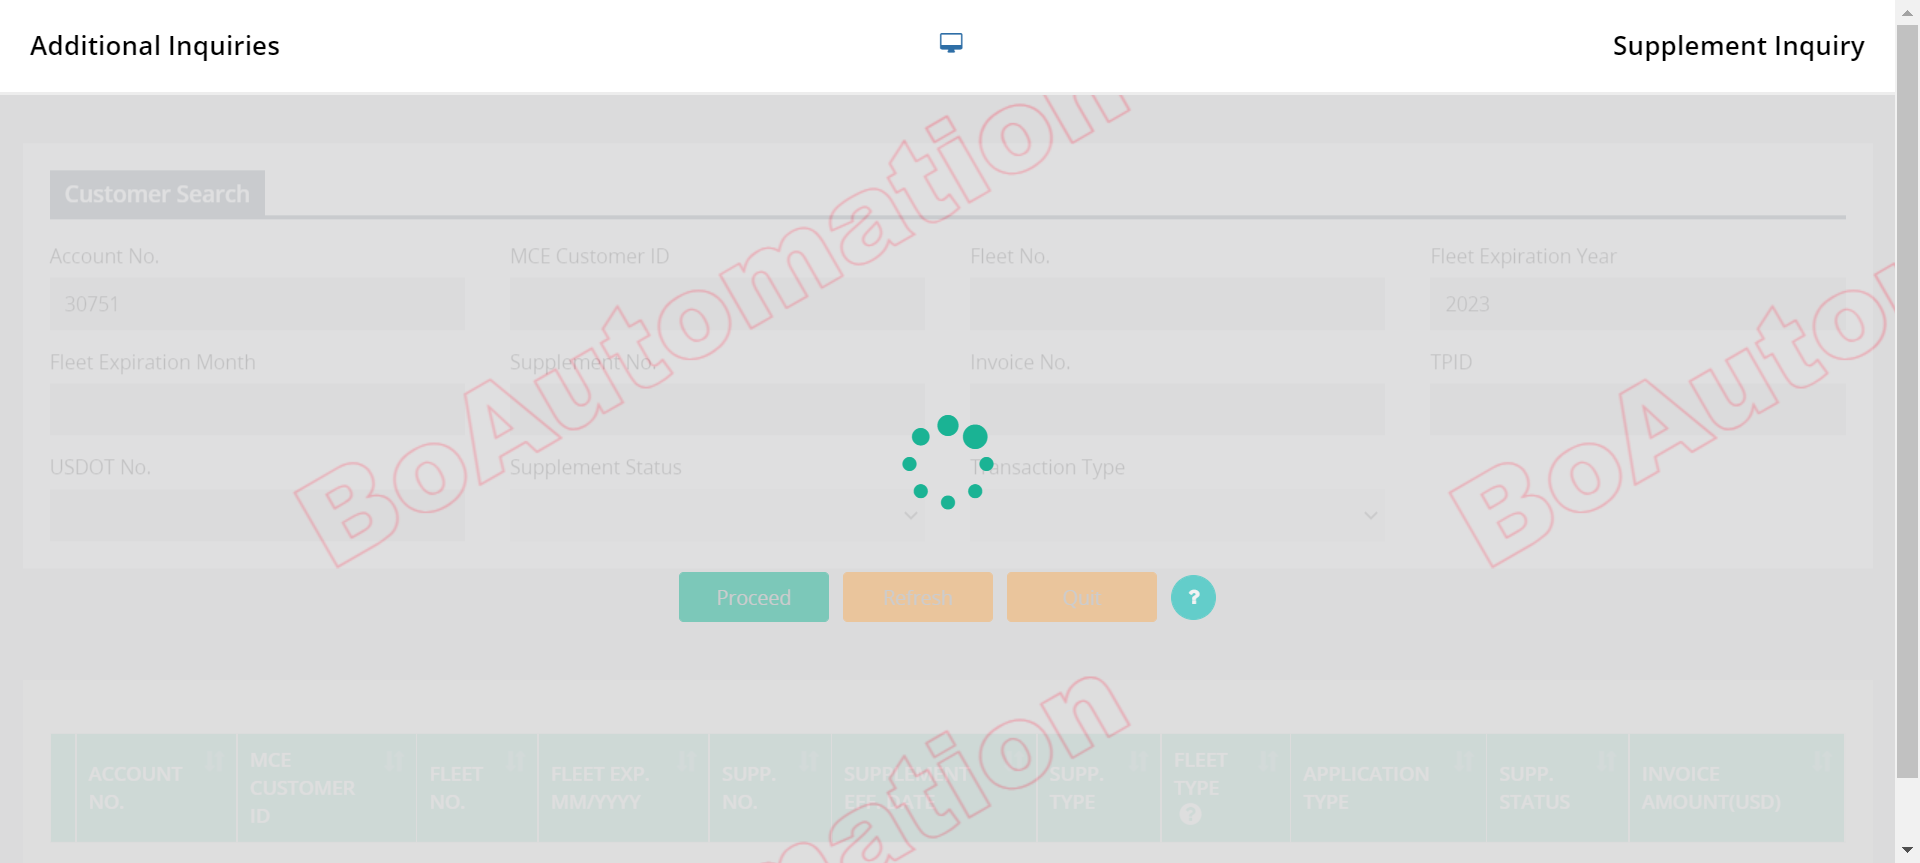 Additional Inquiries
Supplement Inquiry
Customer Search
Account No.
MCE Customer ID
Fleet No.
Fleet Expiration Year
30751
2023
Fleet Expiration Month
Supplement No.
Invoice No.
TPID
USDOT No.
Supplement Status
Transaction Type
Proceed
Refresh
Quit
?
ACCOUNT NO.
MCE CUSTOMER ID
FLEET NO.
FLEET EXP. MM/YYYY
SUPP. NO.
SUPPLEMENT EFF. DATE
SUPP. TYPE
FLEET TYPE ?
APPLICATION TYPE
SUPP. STATUS
INVOICE AMOUNT(USD)
BoAutomation
BoAuto
mation